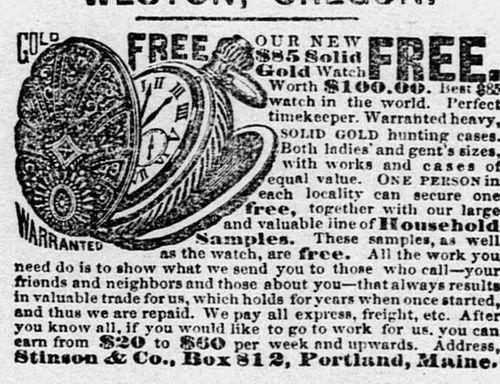 WESTON, OREGON.
GOLD FREE. FREE.
OUR NEW
$85 Solid
Gold Watch
Worth $100.00. Best $85
watch in the world. Perfect
timekeeper. Warranted heavy,
SOLID GOLD hunting cases.
Both ladies' and gent's sizes,
with works and cases of
equal value. ONE PERSON in
each locality can secure one
free, together with our large
and valuable line of Household
WARRANTED
Samples. These samples, as well
as the watch, are free. All the work you
need do is to show what we send you to those who call—your
friends and neighbors and those about you—that always results
in valuable trade for us, which holds for years when once started,
and thus we are repaid. We pay all express, freight, etc. After
you know all, if you would like to go to work for us, you can
earn from $20 to $60 per week and upwards. Address,
Stinson & Co., Box 812, Portland, Maine.